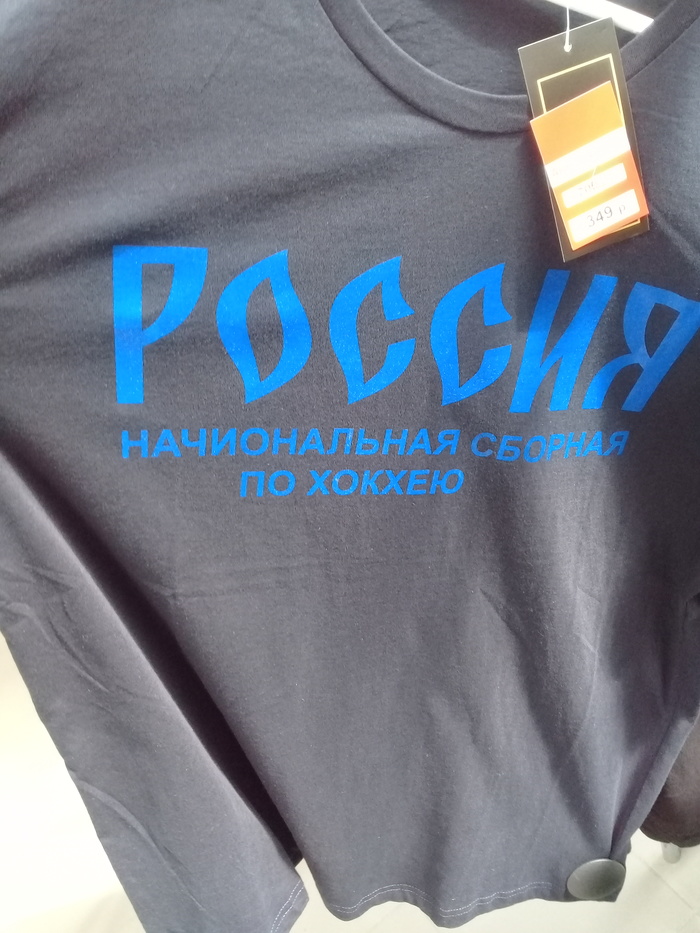 349 р
РОССИЯ
НАЧИОНАЛЬНАЯ СБОРНАЯ
ПО ХОКХЕЮ